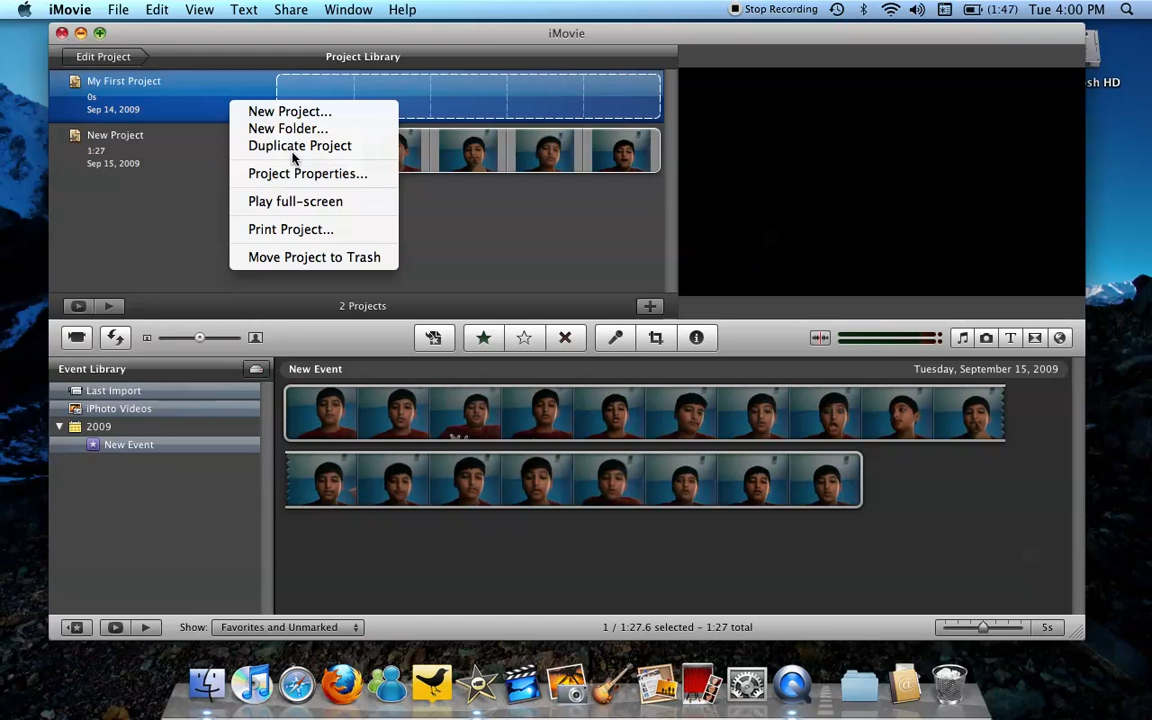 iMovie File Edit View Text Share Window Help Stop Recording (1:47) Tue 4:00 PM
iMovie
Edit Project Project Library
My First Project
0s
Sep 14, 2009
New Project
1:27
Sep 15, 2009
New Project...
New Folder...
Duplicate Project
Project Properties...
Play full-screen
Print Project...
Move Project to Trash
2 Projects
Event Library New Event Tuesday, September 15, 2009
Last Import
iPhoto Videos
2009
New Event
Show: Favorites and Unmarked 1 / 1:27.6 selected - 1:27 total 5s